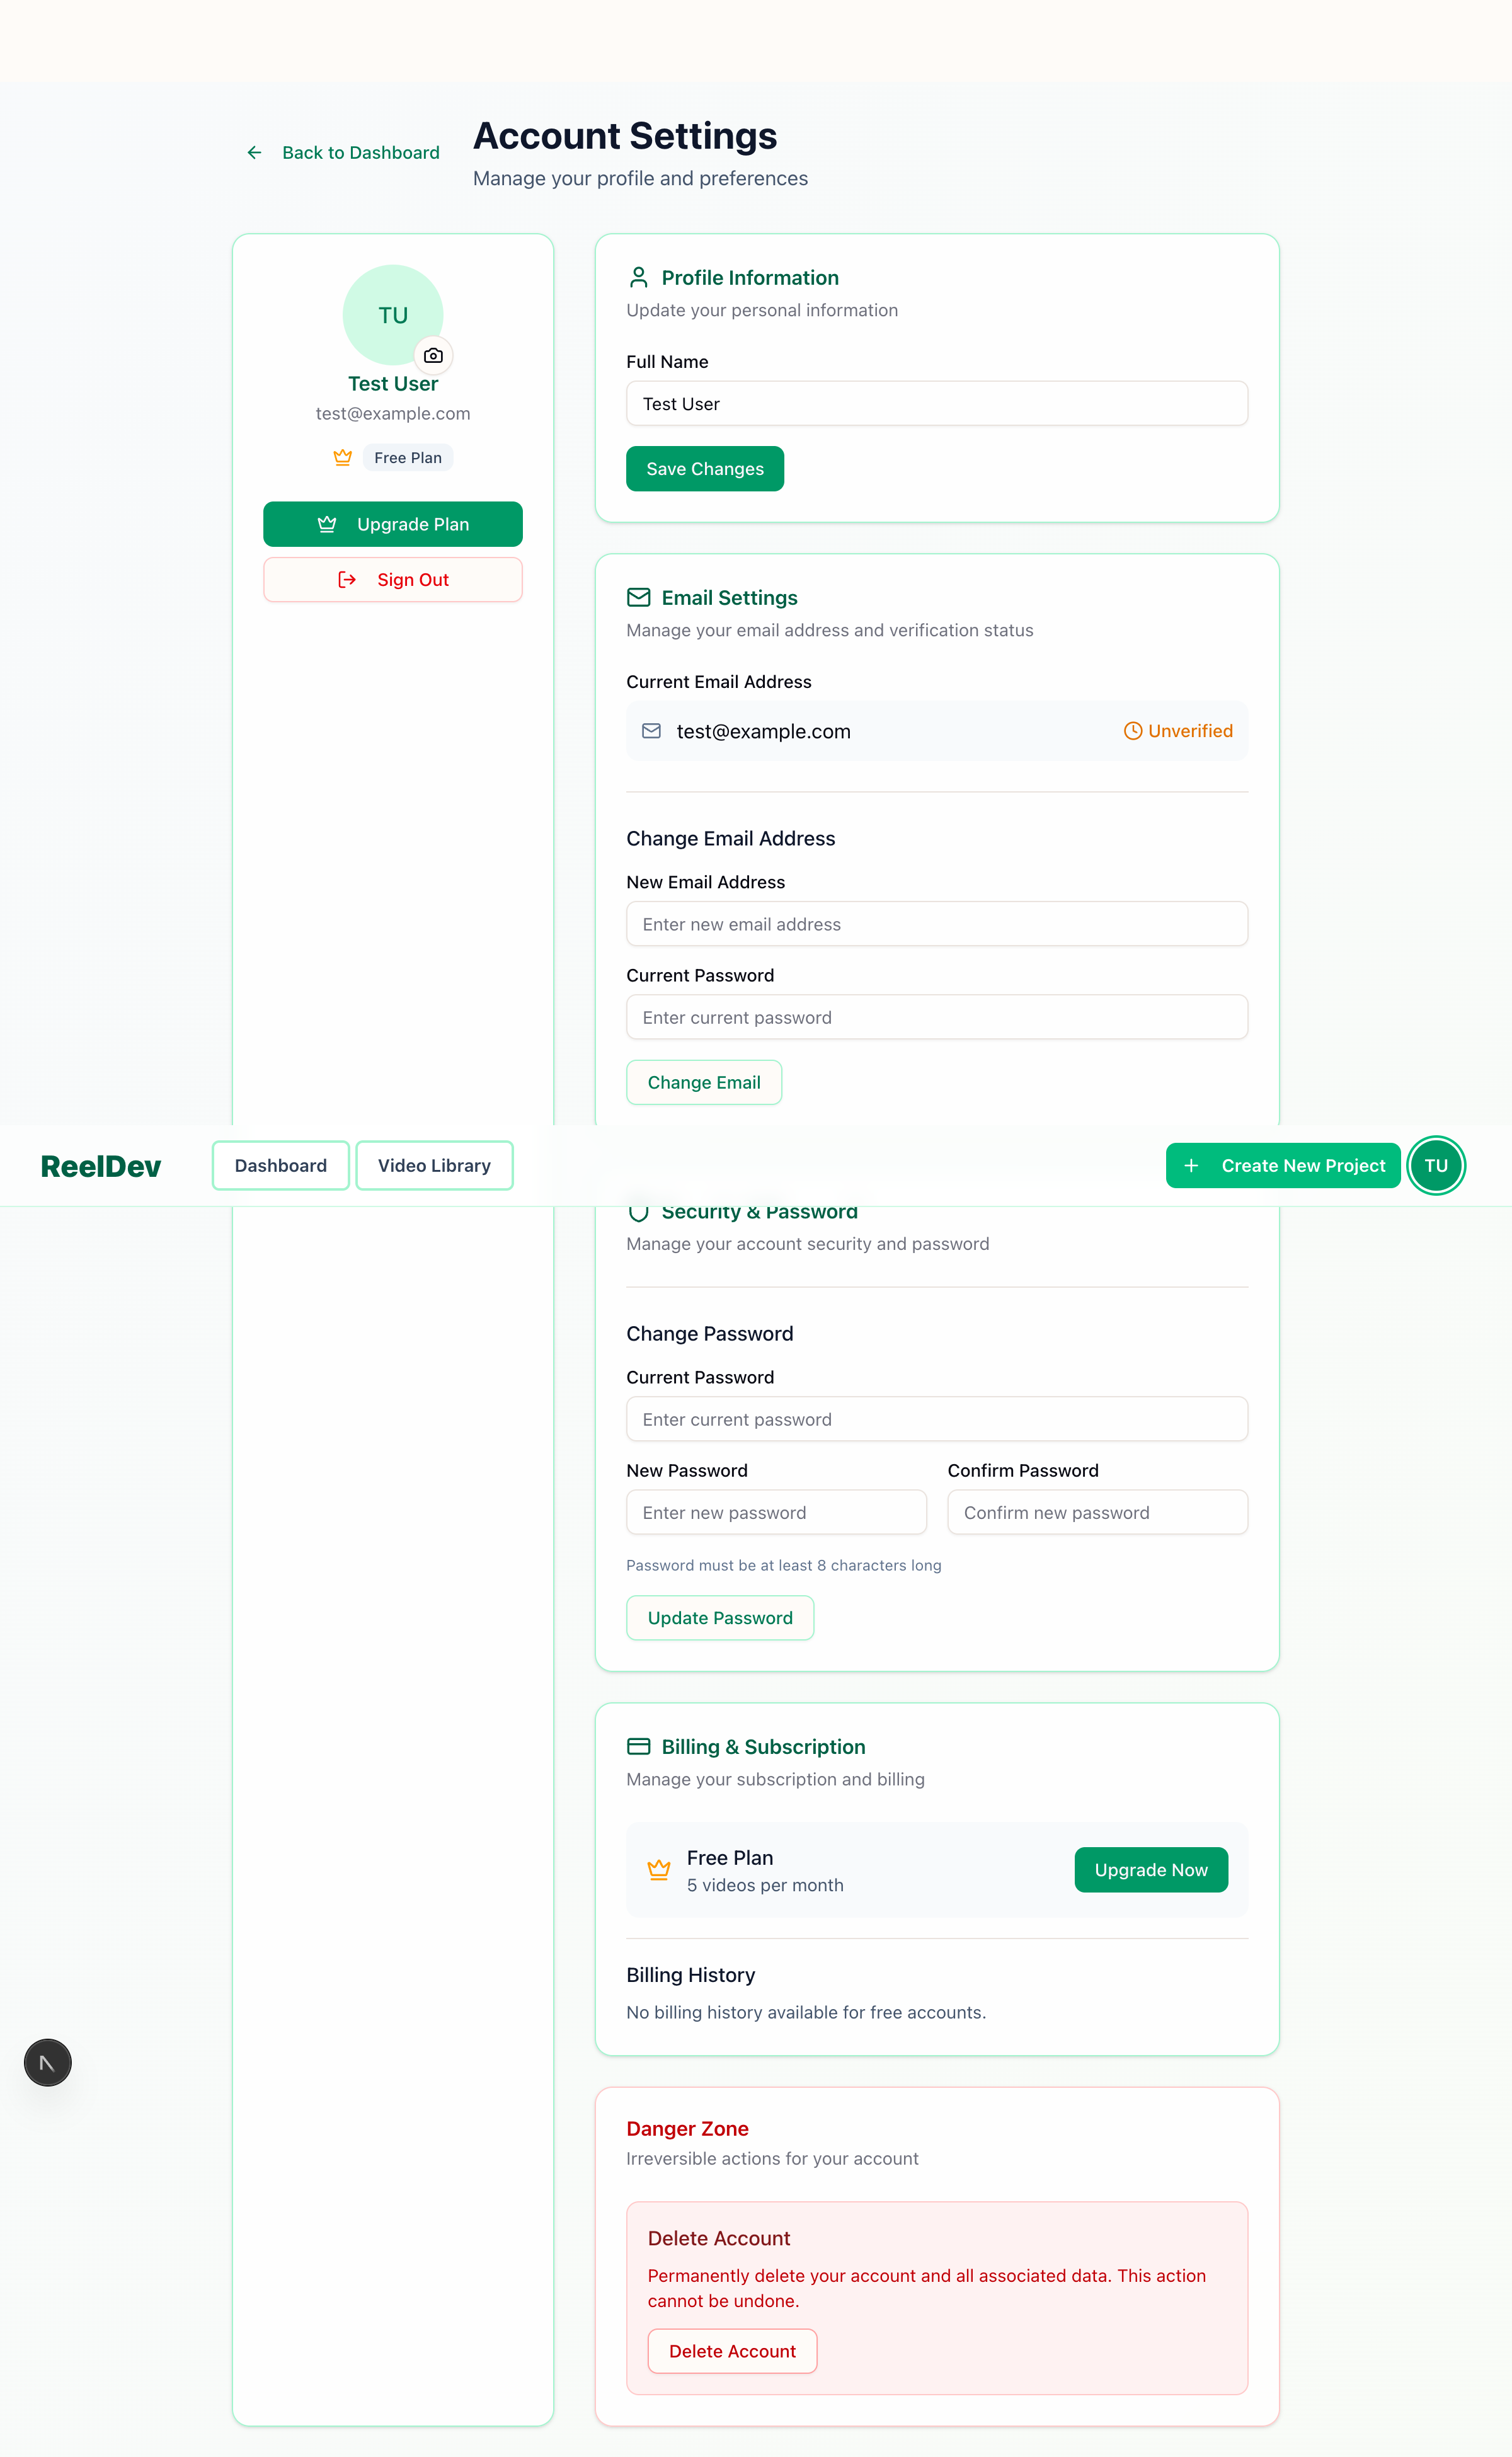 Back to Dashboard
Account Settings
Manage your profile and preferences
TU
Test User
test@example.com
Free Plan
Upgrade Plan
Sign Out
Profile Information
Update your personal information
Full Name
Test User
Save Changes
Email Settings
Manage your email address and verification status
Current Email Address
test@example.com
Unverified
Change Email Address
New Email Address
Enter new email address
Current Password
Enter current password
Change Email
ReelDev
Dashboard
Video Library
Create New Project
TU
Security & Password
Manage your account security and password
Change Password
Current Password
Enter current password
New Password
Confirm Password
Enter new password
Confirm new password
Password must be at least 8 characters long
Update Password
Billing & Subscription
Manage your subscription and billing
Free Plan
5 videos per month
Upgrade Now
Billing History
No billing history available for free accounts.
Danger Zone
Irreversible actions for your account
Delete Account
Permanently delete your account and all associated data. This action
cannot be undone.
Delete Account